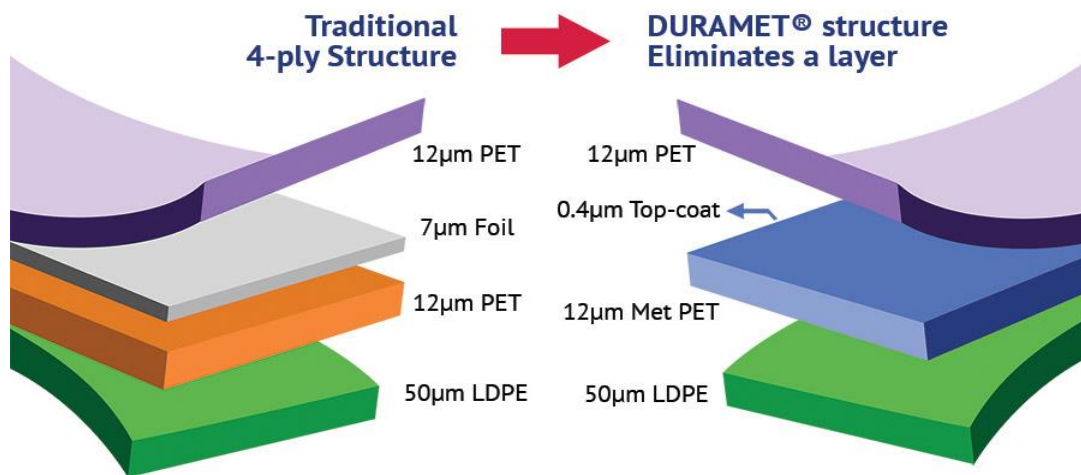 Traditional
4-ply Structure
DURAMET® structure
Eliminates a layer
12µm PET
7µm Foil
12µm PET
50µm LDPE
12µm PET
0.4µm Top-coat
12µm Met PET
50µm LDPE